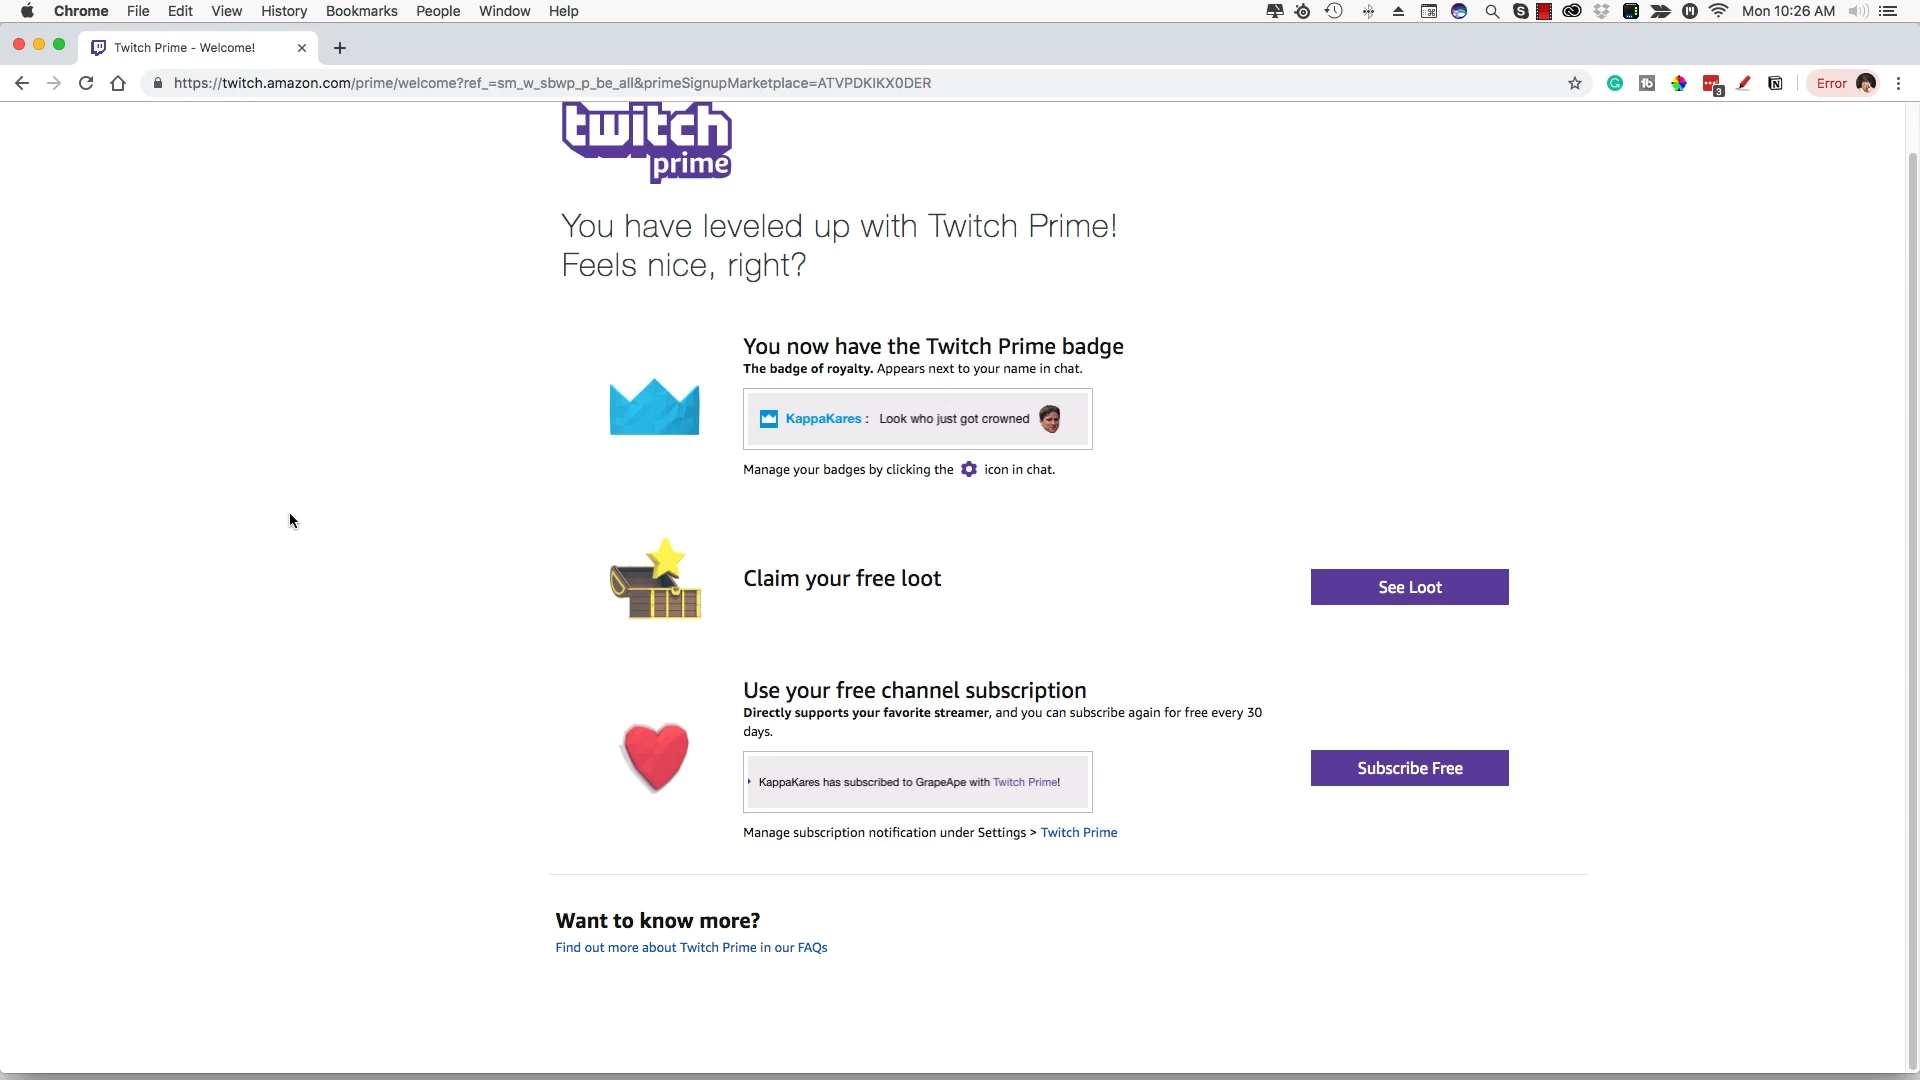 Chrome File Edit View History Bookmarks People Window Help Mon 10:26 AM
Twitch Prime - Welcome!
https://twitch.amazon.com/prime/welcome?ref_=sm_w_sbwp_p_be_all&primeSignupMarketplace=ATVPDKIKX0DER
tb
3
Error
twitch
prime
You have leveled up with Twitch Prime!
Feels nice, right?
You now have the Twitch Prime badge
The badge of royalty. Appears next to your name in chat.
KappaKares : Look who just got crowned
Manage your badges by clicking the icon in chat.
Claim your free loot
See Loot
Use your free channel subscription
Directly supports your favorite streamer, and you can subscribe again for free every 30
days.
KappaKares has subscribed to GrapeApe with Twitch Prime!
Subscribe Free
Manage subscription notification under Settings > Twitch Prime
Want to know more?
Find out more about Twitch Prime in our FAQs